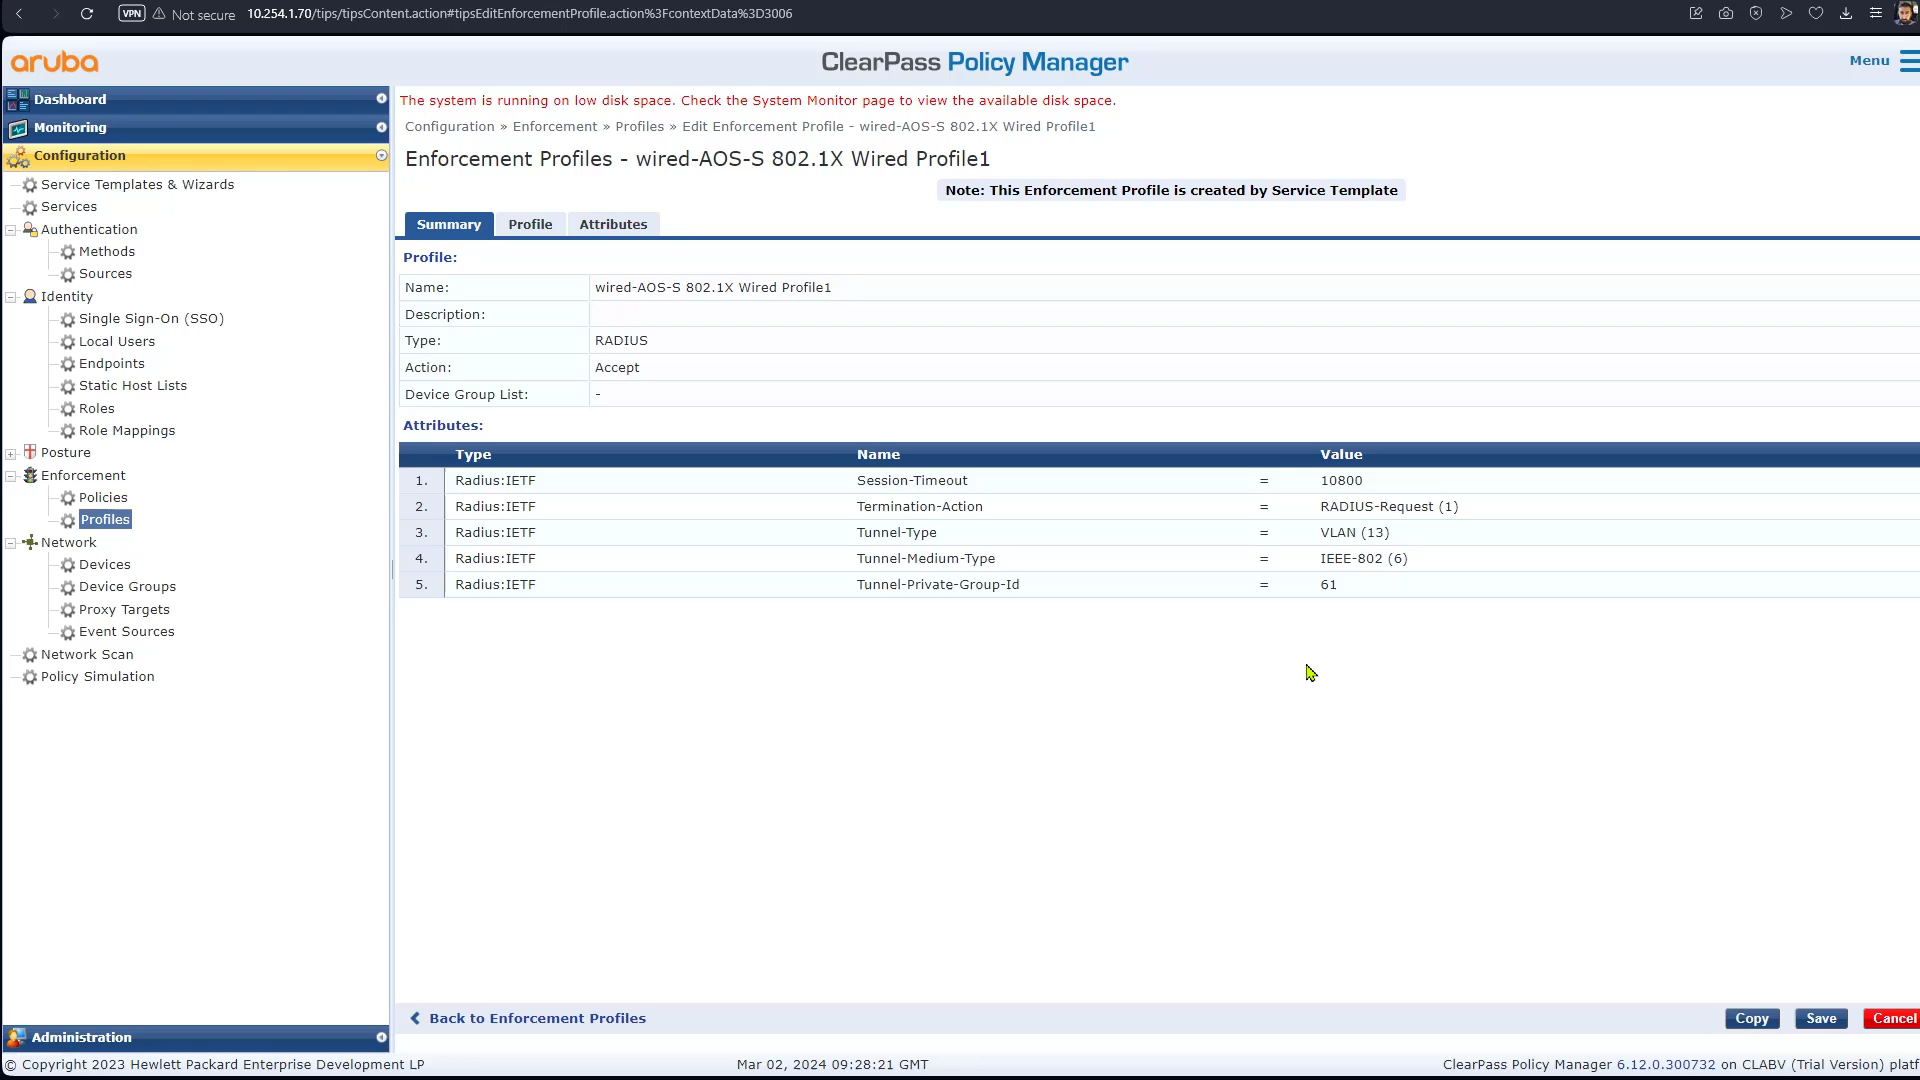 VPN Not secure 10.254.1.70/tips/tipsContent.action#tipsEditEnforcementProfile.action%3FcontextData%3D3006
aruba
ClearPass Policy Manager
Menu
Dashboard
Monitoring
Configuration
Service Templates & Wizards
Services
Authentication
Methods
Sources
Identity
Single Sign-On (SSO)
Local Users
Endpoints
Static Host Lists
Roles
Role Mappings
Posture
Enforcement
Policies
Profiles
Network
Devices
Device Groups
Proxy Targets
Event Sources
Network Scan
Policy Simulation
Administration
The system is running on low disk space. Check the System Monitor page to view the available disk space.
Configuration » Enforcement » Profiles » Edit Enforcement Profile - wired-AOS-S 802.1X Wired Profile1
Enforcement Profiles - wired-AOS-S 802.1X Wired Profile1
Note: This Enforcement Profile is created by Service Template
Summary Profile Attributes
Profile:
Name: wired-AOS-S 802.1X Wired Profile1
Description:
Type: RADIUS
Action: Accept
Device Group List: -
Attributes:
Type Name Value
1. Radius:IETF Session-Timeout = 10800
2. Radius:IETF Termination-Action = RADIUS-Request (1)
3. Radius:IETF Tunnel-Type = VLAN (13)
4. Radius:IETF Tunnel-Medium-Type = IEEE-802 (6)
5. Radius:IETF Tunnel-Private-Group-Id = 61
Back to Enforcement Profiles
Copy Save Cancel
© Copyright 2023 Hewlett Packard Enterprise Development LP
Mar 02, 2024 09:28:21 GMT
ClearPass Policy Manager 6.12.0.300732 on CLABV (Trial Version) platf